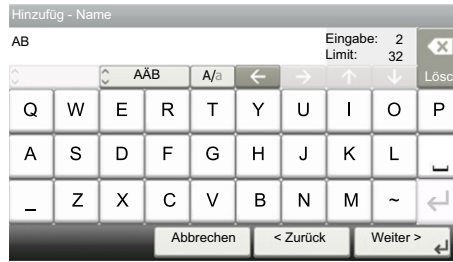 Hinzufüg - Name
AB
Eingabe: 2
Limit: 32
AÄB A/a Lösc
Q W E R T Y U I O P
A S D F G H J K L
_ Z X C V B N M ~
Abbrechen < Zurück Weiter >